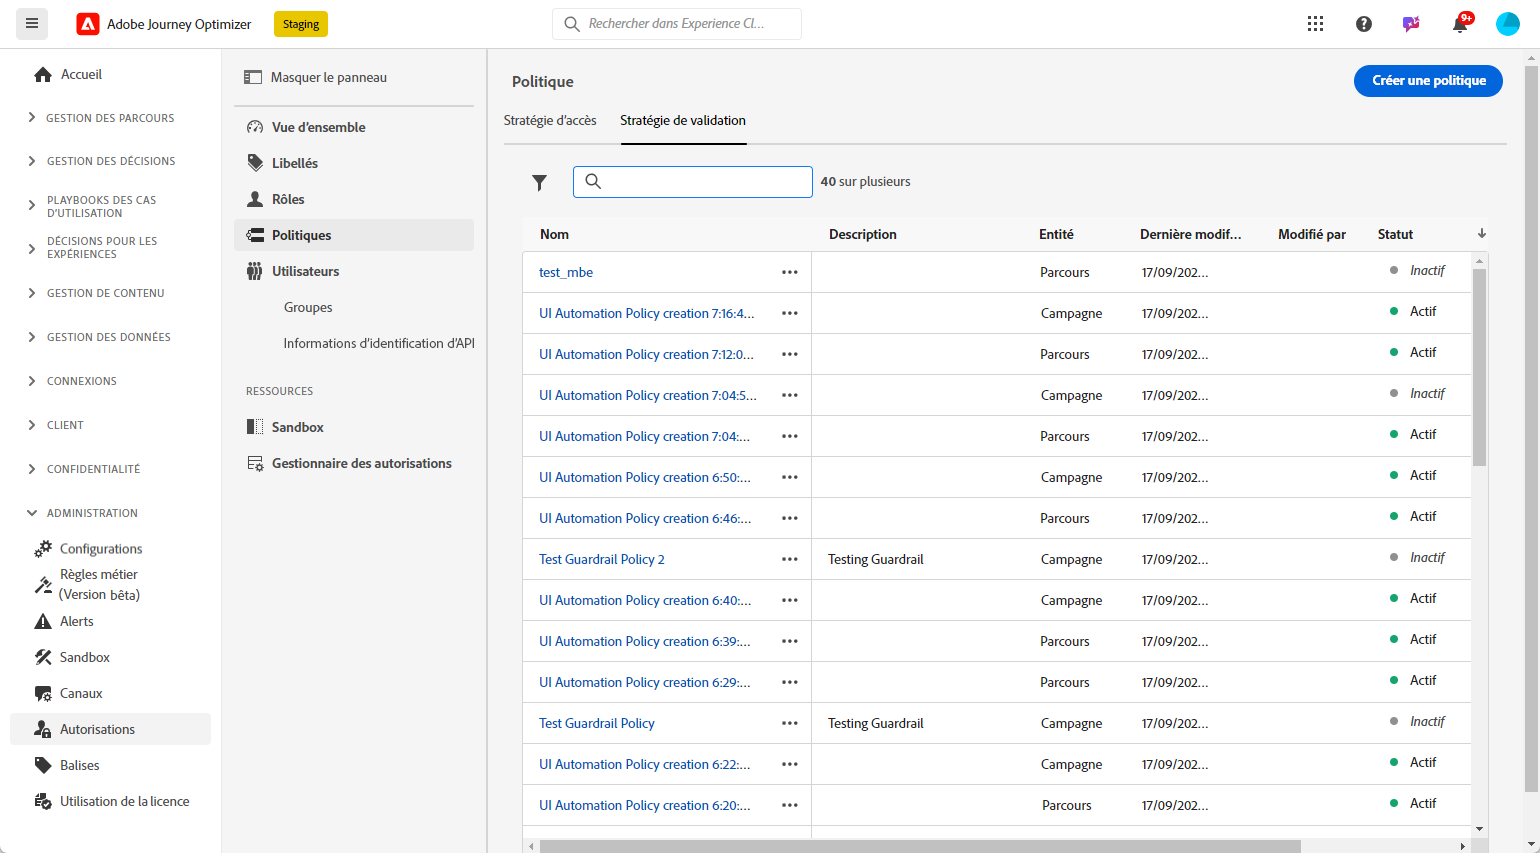 Adobe Journey Optimizer
Staging
Rechercher dans Experience Cl...
9+
Accueil
GESTION DES PARCOURS
GESTION DES DÉCISIONS
PLAYBOOKS DES CAS
D'UTILISATION
DÉCISIONS POUR LES
EXPÉRIENCES
GESTION DE CONTENU
GESTION DES DONNÉES
CONNEXIONS
CLIENT
CONFIDENTIALITÉ
ADMINISTRATION
Configurations
Règles métier
(Version bêta)
Alerts
Sandbox
Canaux
Autorisations
Balises
Utilisation de la licence
Masquer le panneau
Vue d'ensemble
Libellés
Rôles
Politiques
Utilisateurs
Groupes
Informations d'identification d'API
RESSOURCES
Sandbox
Gestionnaire des autorisations
Politique
Créer une politique
Stratégie d'accès Stratégie de validation
40 sur plusieurs
Nom Description Entité Dernière modif... Modifié par Statut
test_mbe Parcours 17/09/202... Inactif
UI Automation Policy creation 7:16:4... Campagne 17/09/202... Actif
UI Automation Policy creation 7:12:0... Parcours 17/09/202... Actif
UI Automation Policy creation 7:04:5... Campagne 17/09/202... Inactif
UI Automation Policy creation 7:04:... Parcours 17/09/202... Actif
UI Automation Policy creation 6:50:... Campagne 17/09/202... Actif
UI Automation Policy creation 6:46:... Parcours 17/09/202... Actif
Test Guardrail Policy 2 Testing Guardrail Campagne 17/09/202... Inactif
UI Automation Policy creation 6:40:... Campagne 17/09/202... Actif
UI Automation Policy creation 6:39:... Parcours 17/09/202... Actif
UI Automation Policy creation 6:29:... Parcours 17/09/202... Actif
Test Guardrail Policy Testing Guardrail Campagne 17/09/202... Inactif
UI Automation Policy creation 6:22:... Campagne 17/09/202... Actif
UI Automation Policy creation 6:20:... Parcours 17/09/202... Actif